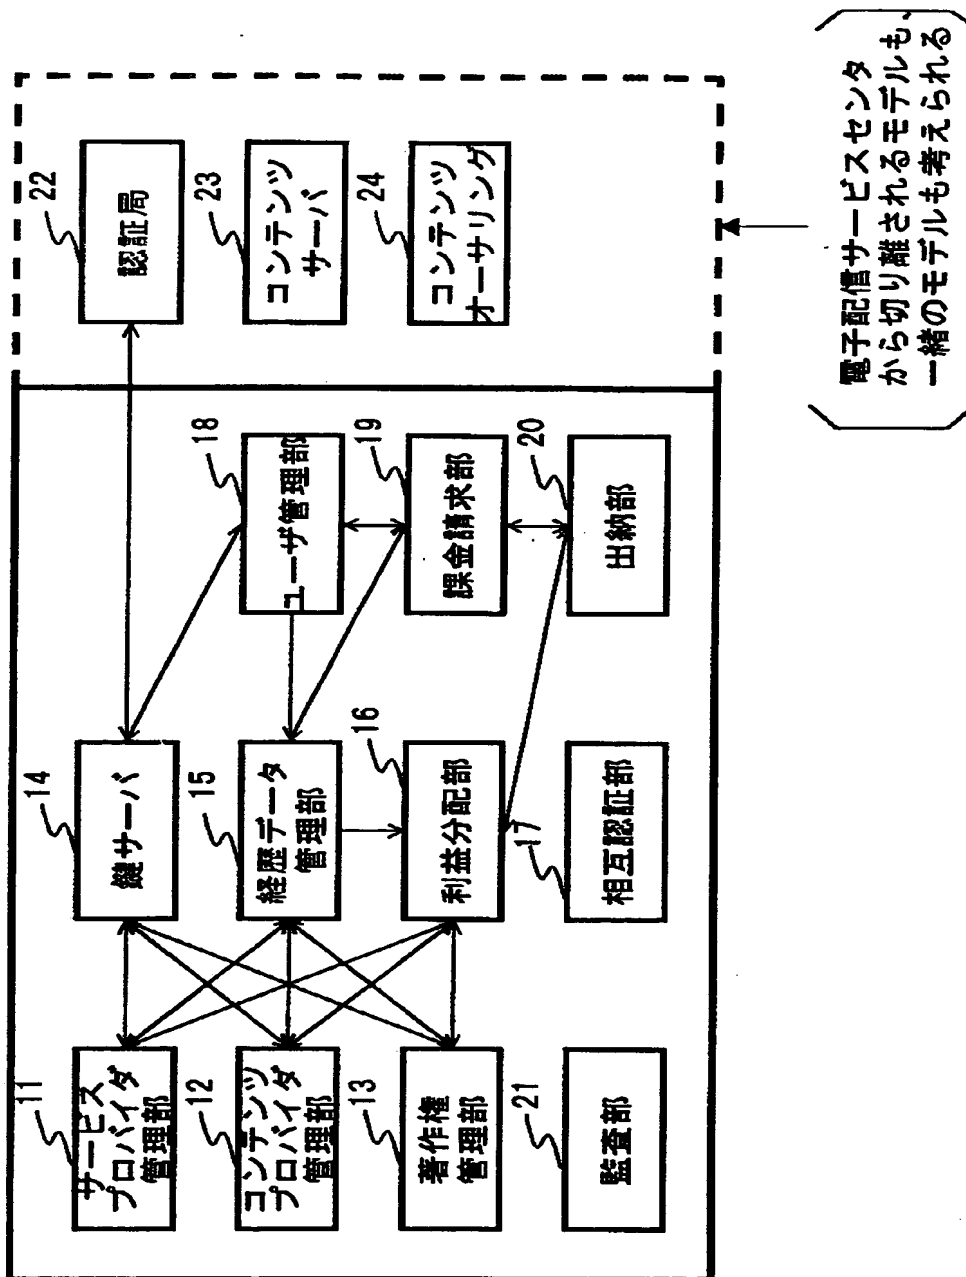 11
サービス
プロバイダ
管理部
12
コンテンツ
プロバイダ
管理部
13
著作権
管理部
21
監査部
14
鍵サーバ
15
経歴データ
管理部
16
利益分配部
17
相互認証部
18
ユーザ管理部
19
課金請求部
20
出納部
22
認証局
23
コンテンツ
サーバ
24
コンテンツ
オーサリング
電子配信サービスセンタ
から切り離されるモデルも、
一緒のモデルも考えられる